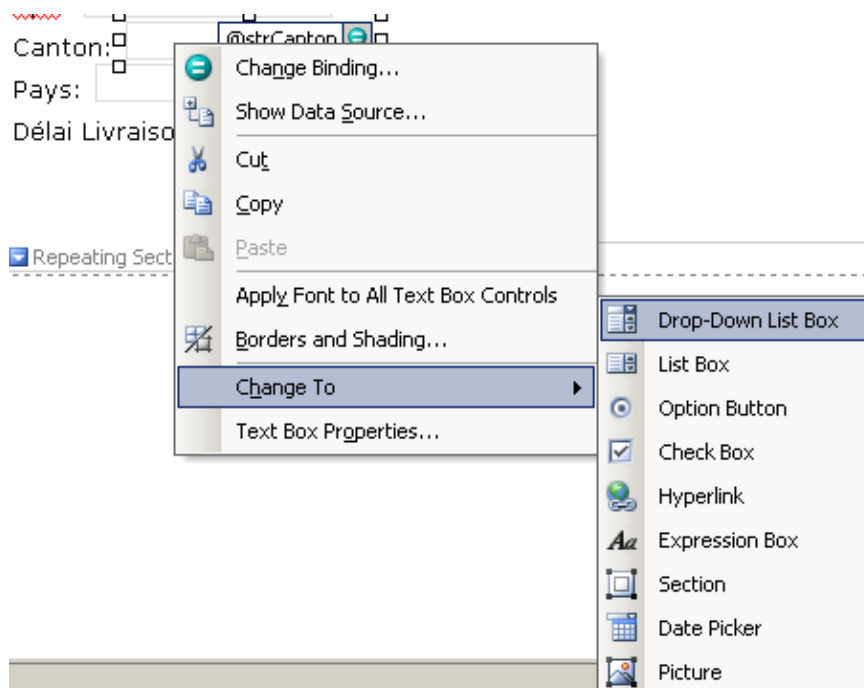 Canton:
@strCanton
Pays:
Délai Livraiso
Repeating Sect
Change Binding...
Show Data Source...
Cut
Copy
Paste
Apply Font to All Text Box Controls
Borders and Shading...
Change To
Text Box Properties...
Drop-Down List Box
List Box
Option Button
Check Box
Hyperlink
Aa Expression Box
Section
Date Picker
Picture